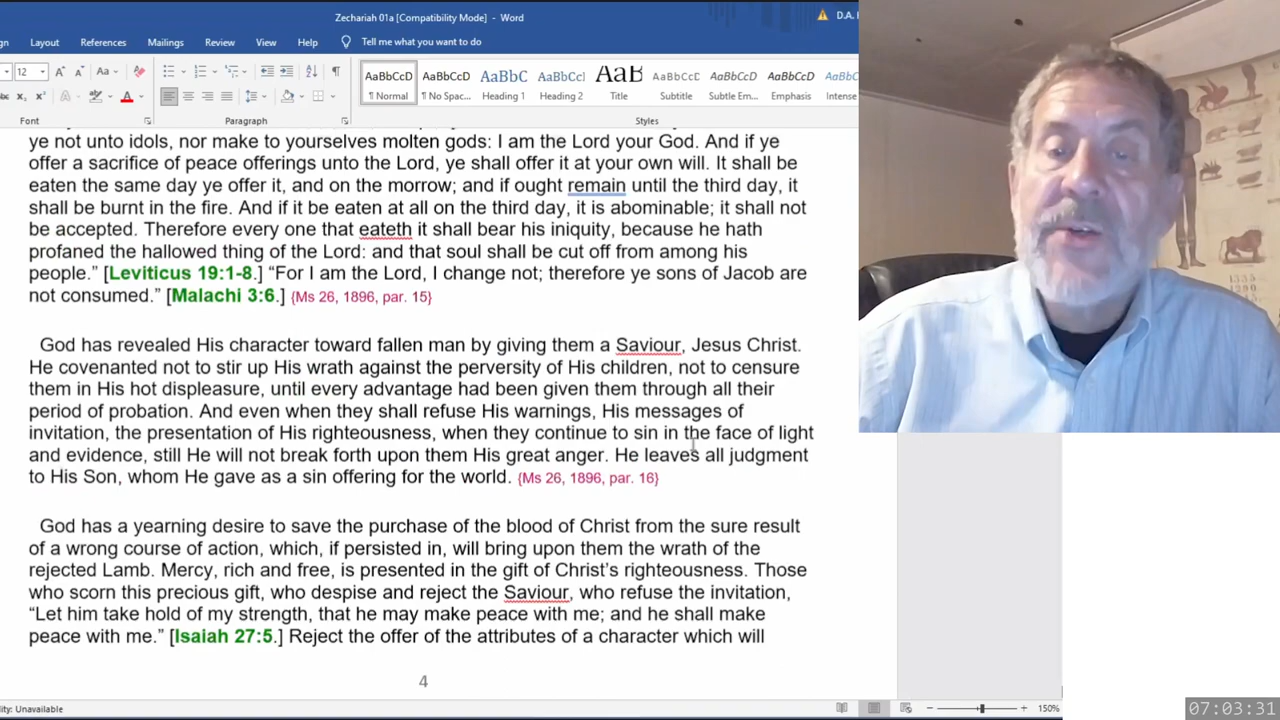 Zechariah 01a [Compatibility Mode] - Word
D.A.
Layout References Mailings Review View Help Tell me what you want to do
12
Aa
AaBbCcD AaBbCcD AaBbC AaBbCcI AaB AaBbCcD AaBbCcD AaBbCcD
¶ Normal ¶ No Spac... Heading 1 Heading 2 Title Subtitle Subtle Em... Emphasis Intense
Font Paragraph Styles
ye not unto idols, nor make to yourselves molten gods: I am the Lord your God. And if ye
offer a sacrifice of peace offerings unto the Lord, ye shall offer it at your own will. It shall be
eaten the same day ye offer it, and on the morrow; and if ought remain until the third day, it
shall be burnt in the fire. And if it be eaten at all on the third day, it is abominable; it shall not
be accepted. Therefore every one that eateth it shall bear his iniquity, because he hath
profaned the hallowed thing of the Lord: and that soul shall be cut off from among his
people.” [Leviticus 19:1-8.] “For I am the Lord, I change not; therefore ye sons of Jacob are
not consumed.” [Malachi 3:6.] {Ms 26, 1896, par. 15}
God has revealed His character toward fallen man by giving them a Saviour, Jesus Christ.
He covenanted not to stir up His wrath against the perversity of His children, not to censure
them in His hot displeasure, until every advantage had been given them through all their
period of probation. And even when they shall refuse His warnings, His messages of
invitation, the presentation of His righteousness, when they continue to sin in the face of light
and evidence, still He will not break forth upon them His great anger. He leaves all judgment
to His Son, whom He gave as a sin offering for the world. {Ms 26, 1896, par. 16}
God has a yearning desire to save the purchase of the blood of Christ from the sure result
of a wrong course of action, which, if persisted in, will bring upon them the wrath of the
rejected Lamb. Mercy, rich and free, is presented in the gift of Christ’s righteousness. Those
who scorn this precious gift, who despise and reject the Saviour, who refuse the invitation,
“Let him take hold of my strength, that he may make peace with me; and he shall make
peace with me.” [Isaiah 27:5.] Reject the offer of the attributes of a character which will
4
Unavailable
150%
07:03:31